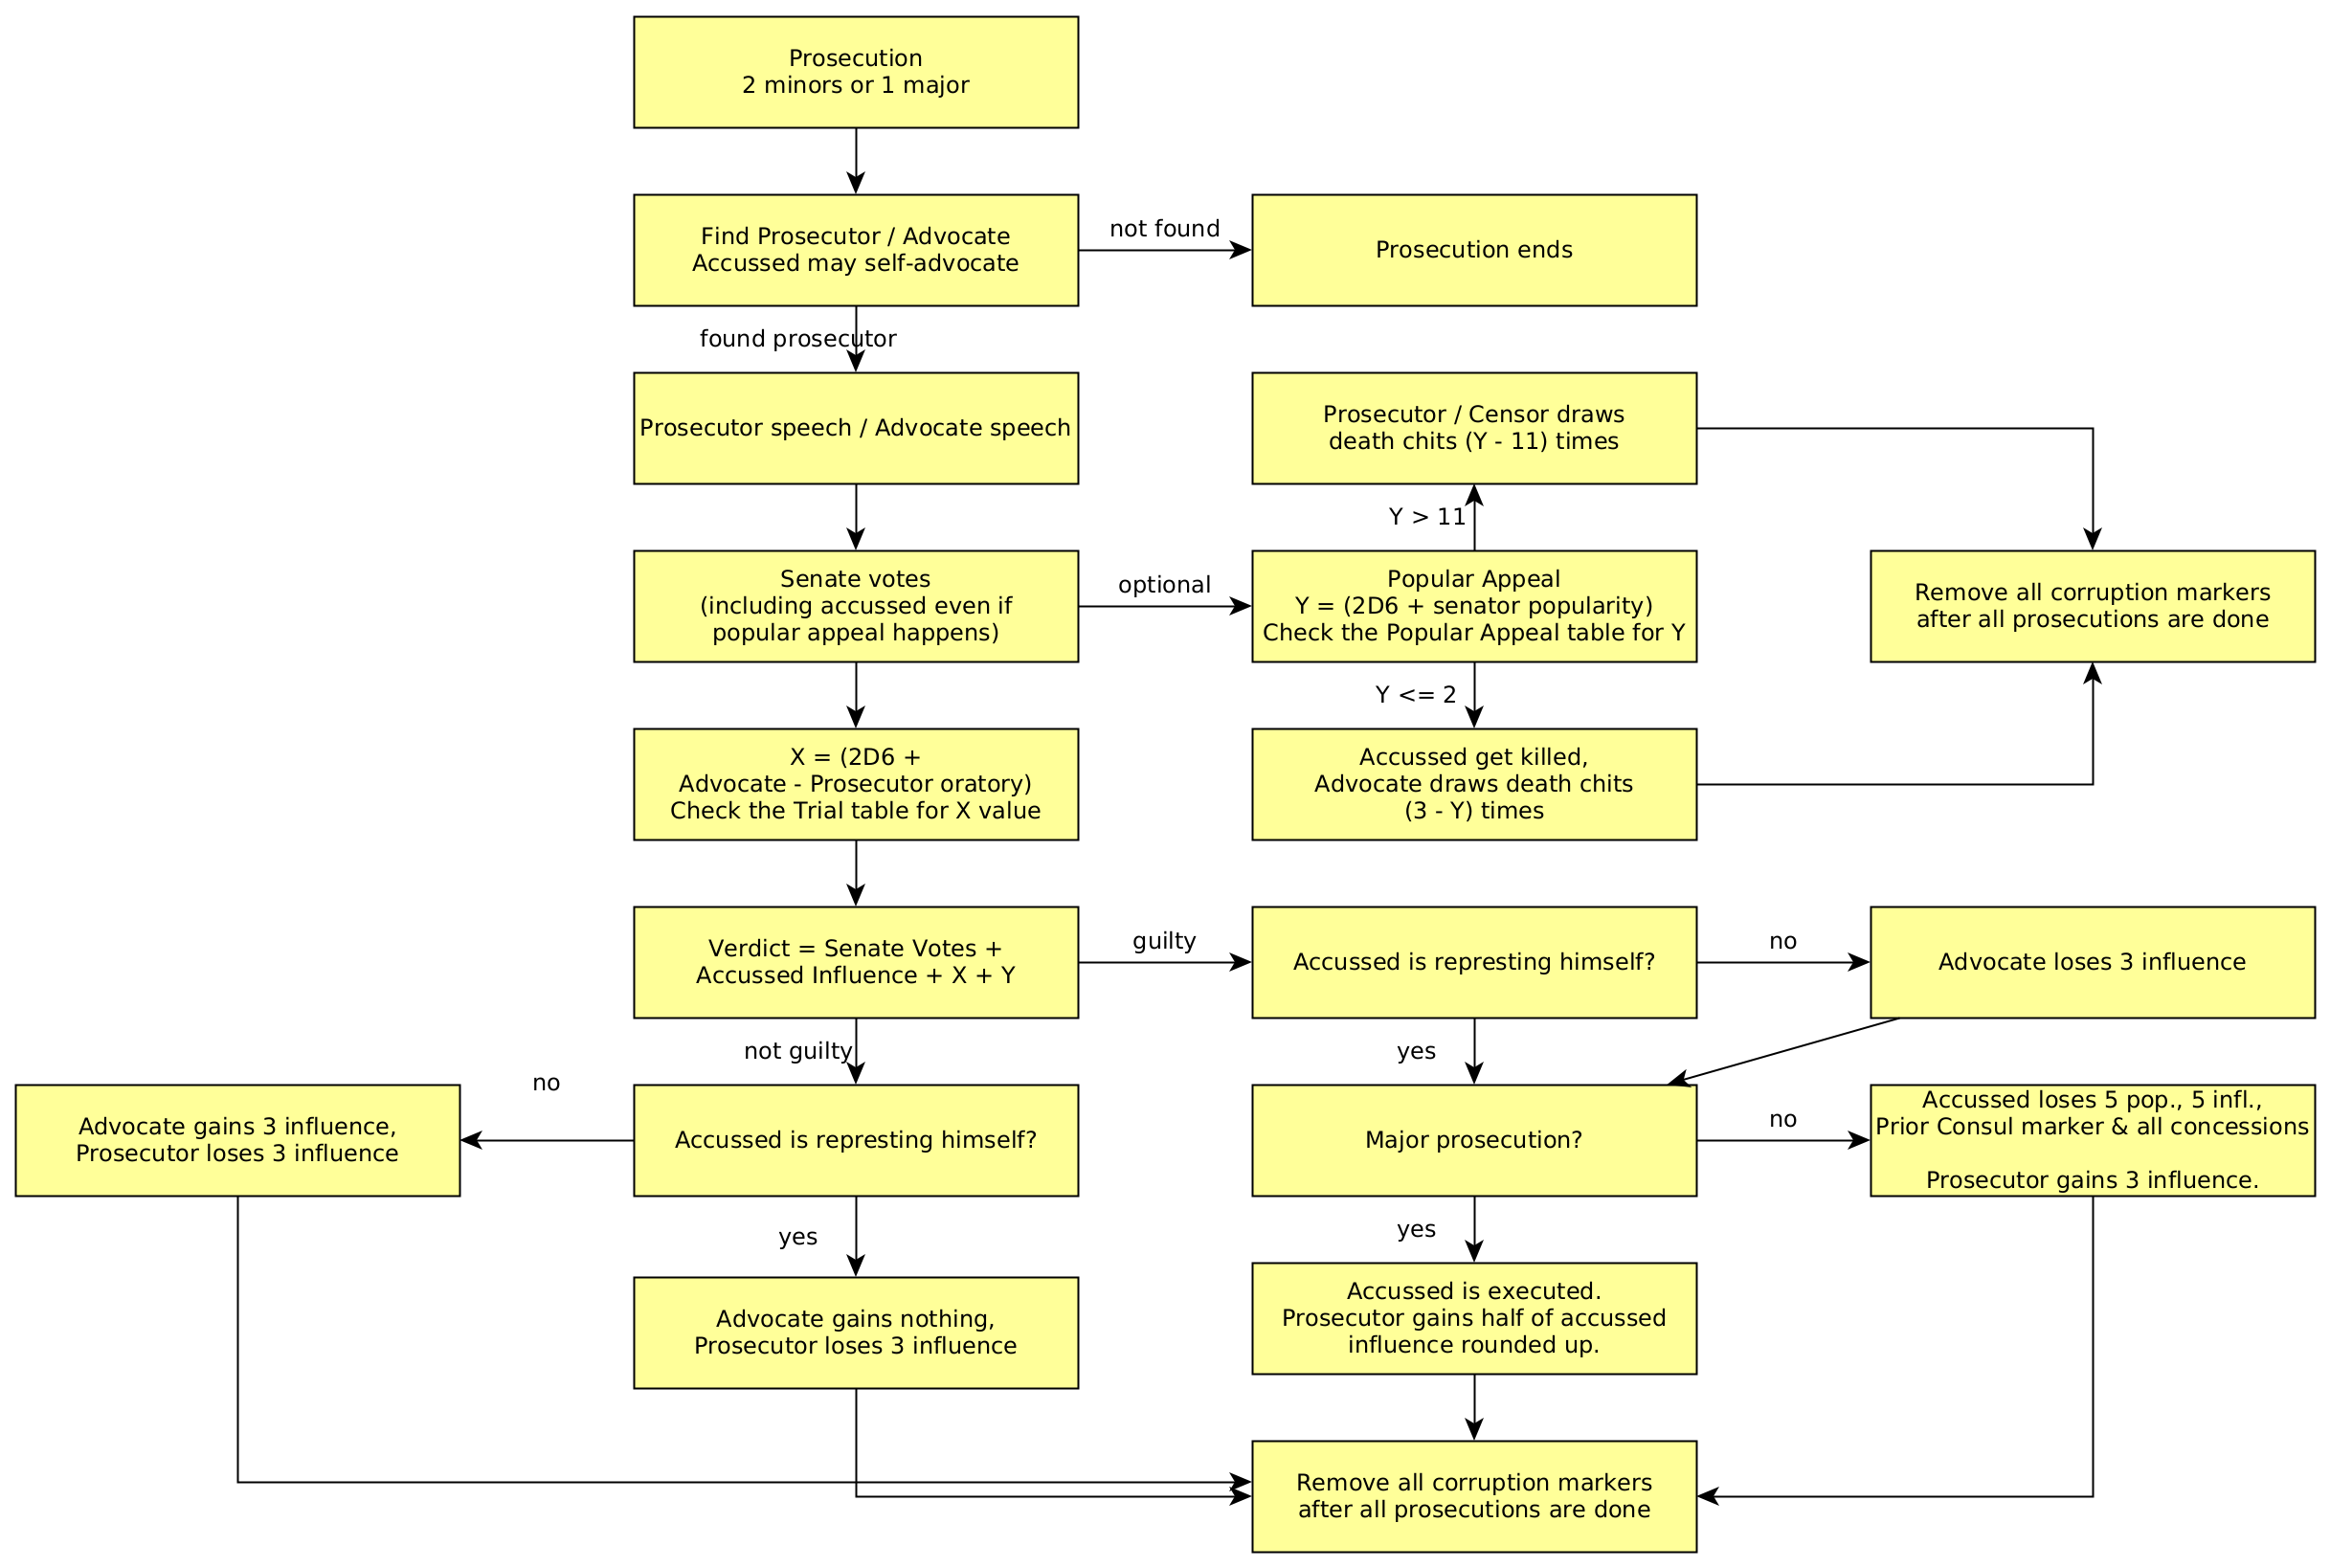 Prosecution
2 minors or 1 major
Find Prosecutor / Advocate
Accussed may self-advocate
not found
Prosecution ends
found prosecutor
Prosecutor speech / Advocate speech
Prosecutor / Censor draws
death chits (Y - 11) times
Y > 11
Senate votes
(including accussed even if
popular appeal happens)
optional
Popular Appeal
Y = (2D6 + senator popularity)
Check the Popular Appeal table for Y
Remove all corruption markers
after all prosecutions are done
Y <= 2
X = (2D6 +
Advocate - Prosecutor oratory)
Check the Trial table for X value
Accussed get killed,
Advocate draws death chits
(3 - Y) times
Verdict = Senate Votes +
Accussed Influence + X + Y
guilty
Accussed is represting himself?
no
Advocate loses 3 influence
not guilty
yes
no
Advocate gains 3 influence,
Prosecutor loses 3 influence
Accussed is represting himself?
Major prosecution?
no
Accussed loses 5 pop., 5 infl.,
Prior Consul marker & all concessions
Prosecutor gains 3 influence.
yes
yes
Advocate gains nothing,
Prosecutor loses 3 influence
Accussed is executed.
Prosecutor gains half of accussed
influence rounded up.
Remove all corruption markers
after all prosecutions are done